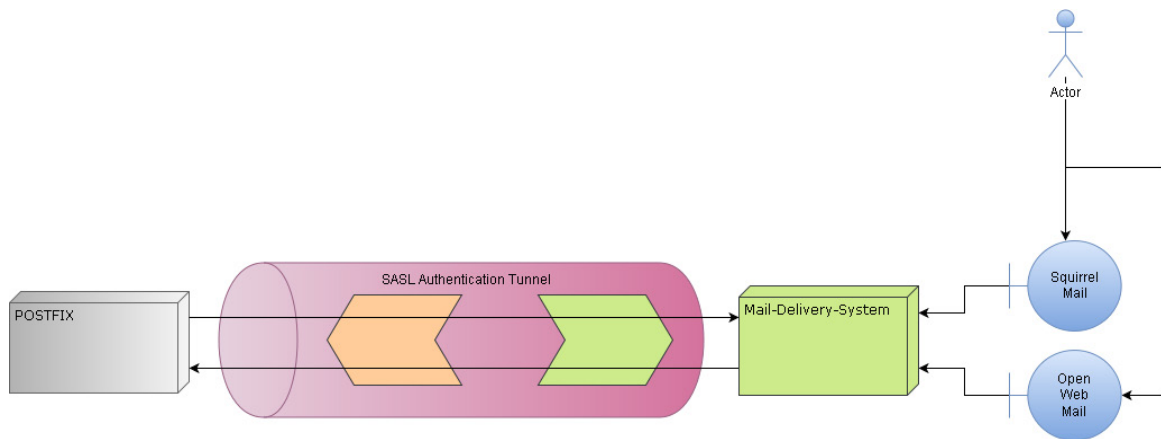 Actor
SASL Authentication Tunnel
POSTFIX
Mail-Delivery-System
Squirrel
Mail
Open
Web
Mail